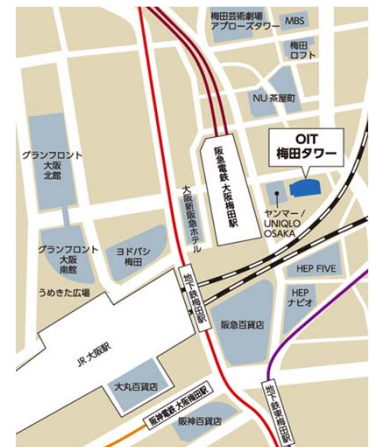 梅田芸術劇場
アプローズタワー
MBS
梅田
ロフト
NU 茶屋町
OIT
梅田タワー
グランフロント
大阪
北館
阪急電鉄 大阪梅田駅
大阪新阪急ホテル
ヤンマー/
UNIQLO
OSAKA
グランフロント
大阪
南館
ヨドバシ
梅田
うめきた広場
地下鉄梅田駅
HEP FIVE
HEP
ナビオ
阪急百貨店
JR 大阪駅
大丸百貨店
阪神電鉄 大阪梅田駅
阪神百貨店
地下鉄東梅田駅